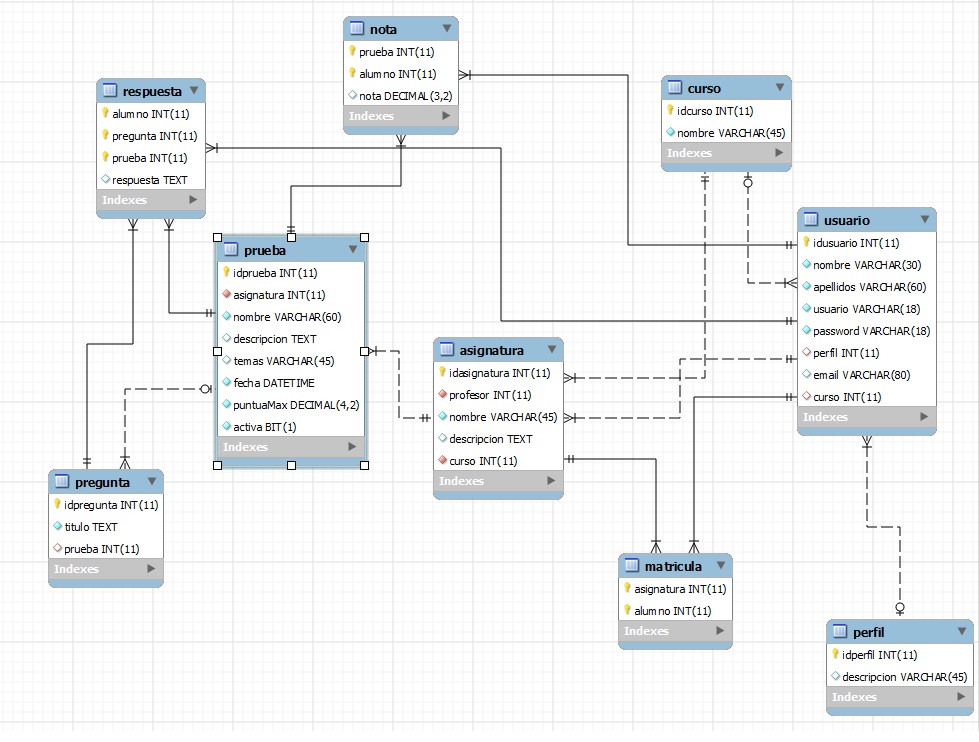 nota
prueba INT(11)
alumno INT(11)
nota DECIMAL(3,2)
Indexes
respuesta
alumno INT(11)
pregunta INT(11)
prueba INT(11)
respuesta TEXT
Indexes
curso
idcurso INT(11)
nombre VARCHAR(45)
Indexes
usuario
idusuario INT(11)
nombre VARCHAR(30)
apellidos VARCHAR(60)
usuario VARCHAR(18)
password VARCHAR(18)
perfil INT(11)
email VARCHAR(80)
curso INT(11)
Indexes
prueba
idprueba INT(11)
asignatura INT(11)
nombre VARCHAR(60)
descripcion TEXT
temas VARCHAR(45)
fecha DATETIME
puntuaMax DECIMAL(4,2)
activa BIT(1)
Indexes
asignatura
idasignatura INT(11)
profesor INT(11)
nombre VARCHAR(45)
descripcion TEXT
curso INT(11)
Indexes
pregunta
idpregunta INT(11)
titulo TEXT
prueba INT(11)
Indexes
matricula
asignatura INT(11)
alumno INT(11)
Indexes
perfil
idperfil INT(11)
descripcion VARCHAR(45)
Indexes